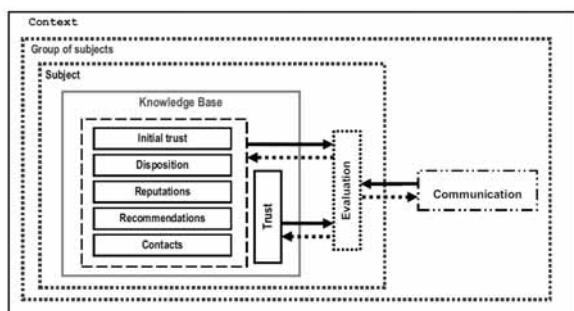 Context
Group of subjects
Subject
Knowledge Base
Initial trust
Disposition
Reputations
Recommendations
Contacts
Trust
Evaluation
Communication